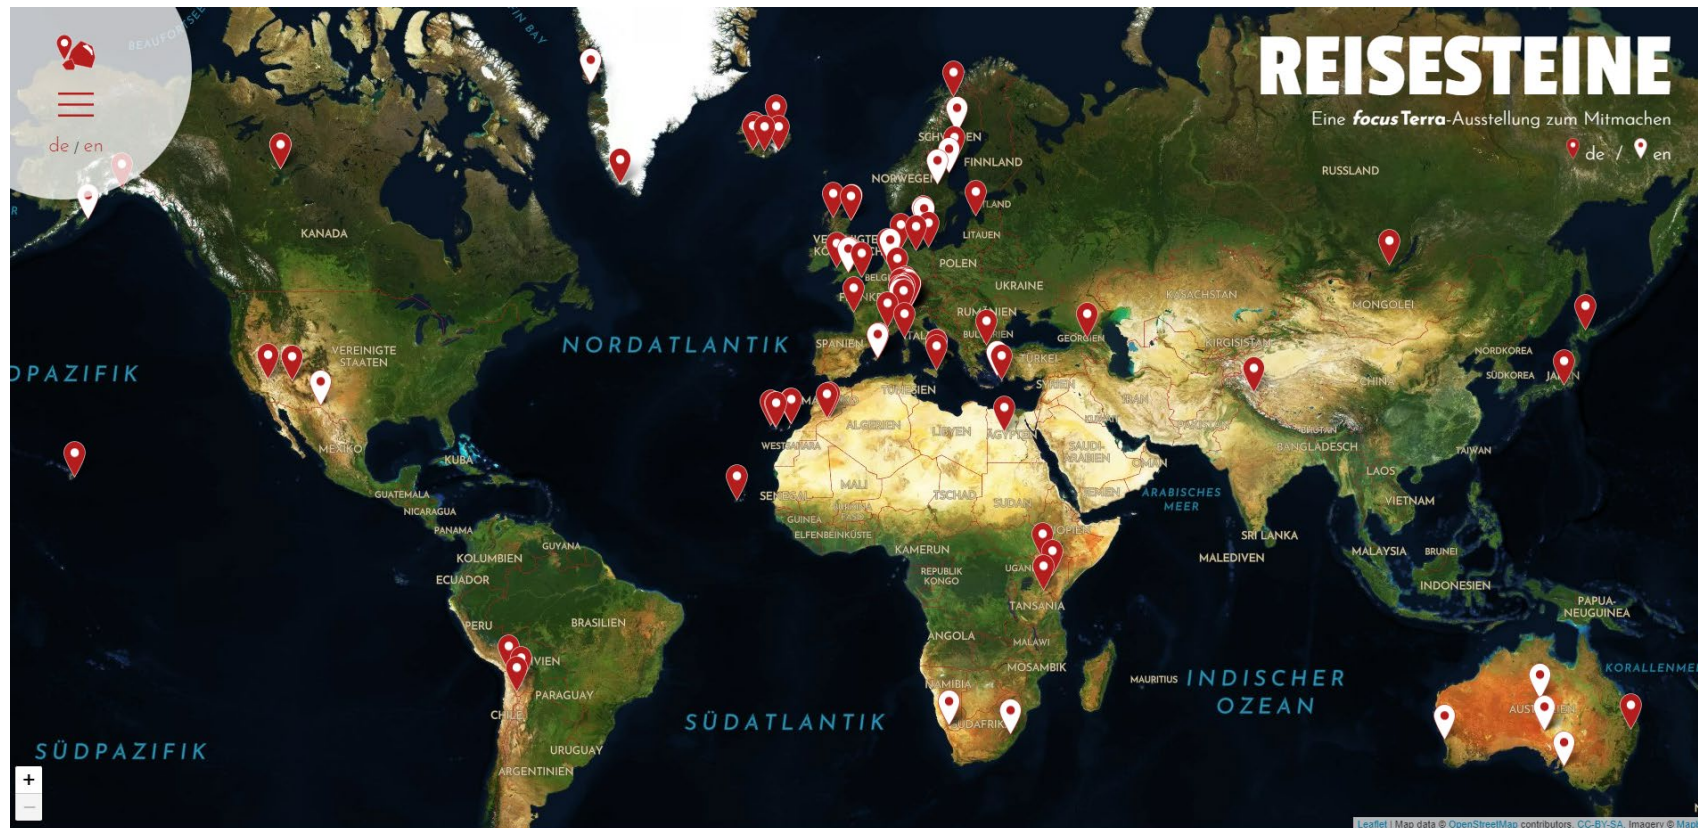 REISESTEINE
Eine focusTerra-Ausstellung zum Mitmachen
de / en
de / en
BAY
FINNLAND
NORWEGEN
RUSSLAND
KANADA
LITAUEN
POLEN
UKRAINE
KASACHSTAN
MONGOLEI
NORDATLANTIK
SPANIEN
GEORGIEN
KIRGISISTAN
VEREINIGTE
STAATEN
NORDKOREA
SÜDKOREA
TÜRKEI
SYRIEN
CHINA
TUNESIEN
IRAN
ALGERIEN
LIBYEN
ÄGYPTEN
SAUDI-
ARABIEN
BANGLADESCH
TAIWAN
MEXIKO
KUBA
WESTSAHARA
OMAN
LAOS
GUATEMALA
SENEGAL
MALI
TSCHAD
SUDAN
JEMEN
ARABISCHES
MEER
VIETNAM
NICARAGUA
GUINEA
PANAMA
ELFENBEINKÜSTE
SRI LANKA
KOLUMBIEN
GUYANA
KAMERUN
MALEDIVEN
MALAYSIA
BRUNEI
ECUADOR
REPUBLIK
KONGO
INDONESIEN
TANSANIA
PAPUA-
NEUGUINEA
PERU
BRASILIEN
ANGOLA
MALAWI
MOSAMBIK
NAMIBIA
MAURITIUS
INDISCHER
OZEAN
PARAGUAY
CHILE
SÜDATLANTIK
SÜDPAZIFIK
URUGUAY
ARGENTINIEN
+
−
Leaflet | Map data © OpenStreetMap contributors, CC-BY-SA, Imagery ©